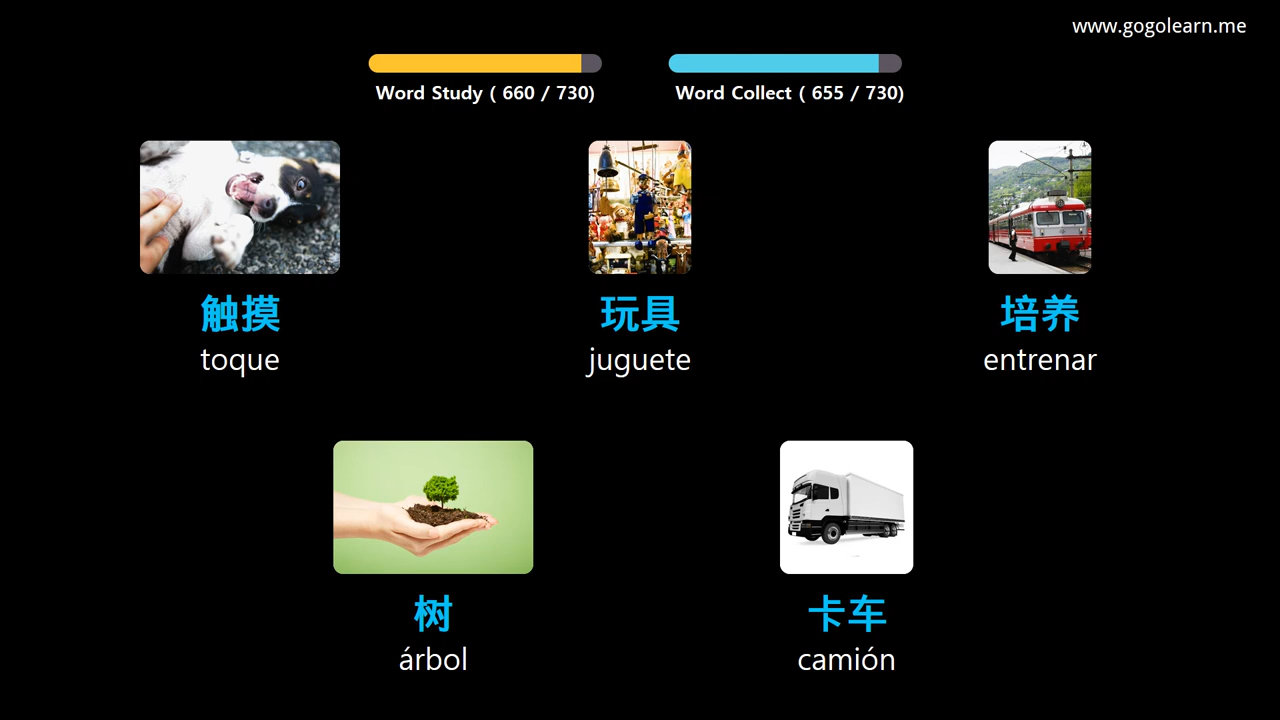 www.gogolearn.me
Word Study ( 660 / 730)
Word Collect ( 655 / 730)
触摸
toque
玩具
juguete
培养
entrenar
树
árbol
卡车
camión